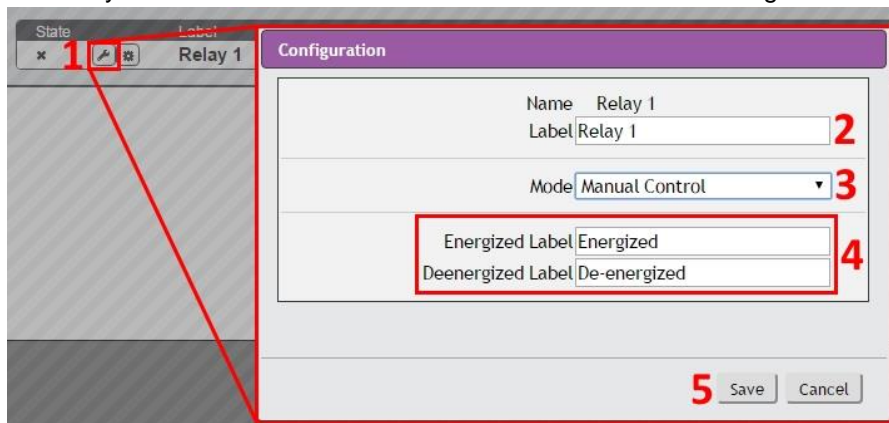 State Label
1 Relay 1
Configuration
Name Relay 1
Label Relay 1 2
Mode Manual Control 3
Energized Label Energized
Deenergized Label De-energized
4
5 Save Cancel